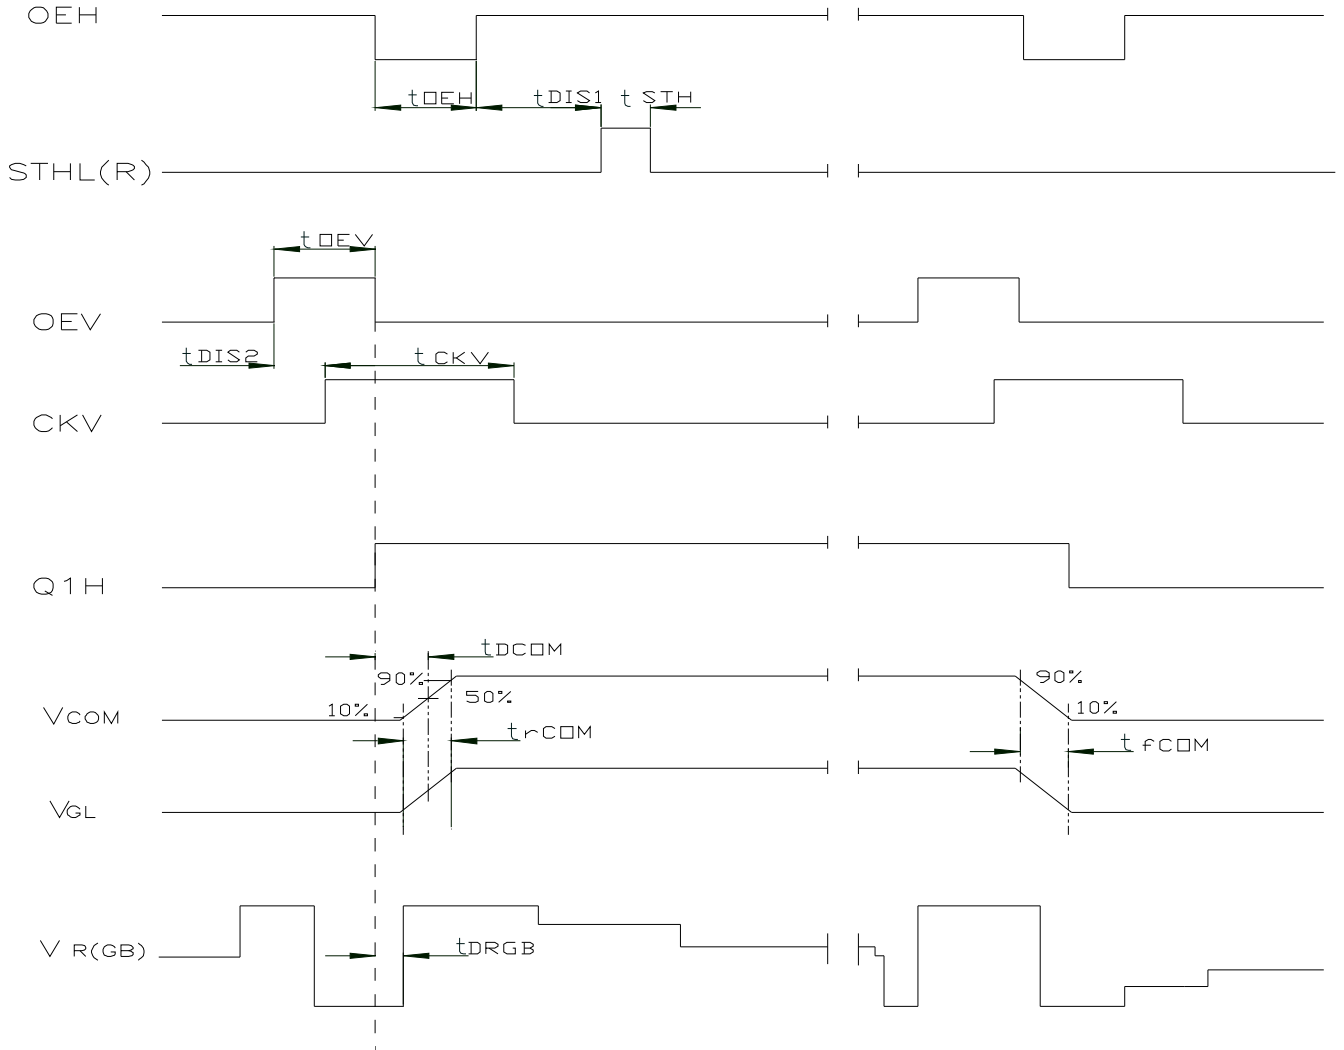 OEH
tOEH
tDIS1
tSTH
STHL(R)
tOEV
OEV
tDIS2
tCKV
CKV
Q1H
tDCOM
90%
50%
90%
10%
10%
VCOM
trCOM
tfCOM
VGL
V R(GB)
tDRGB